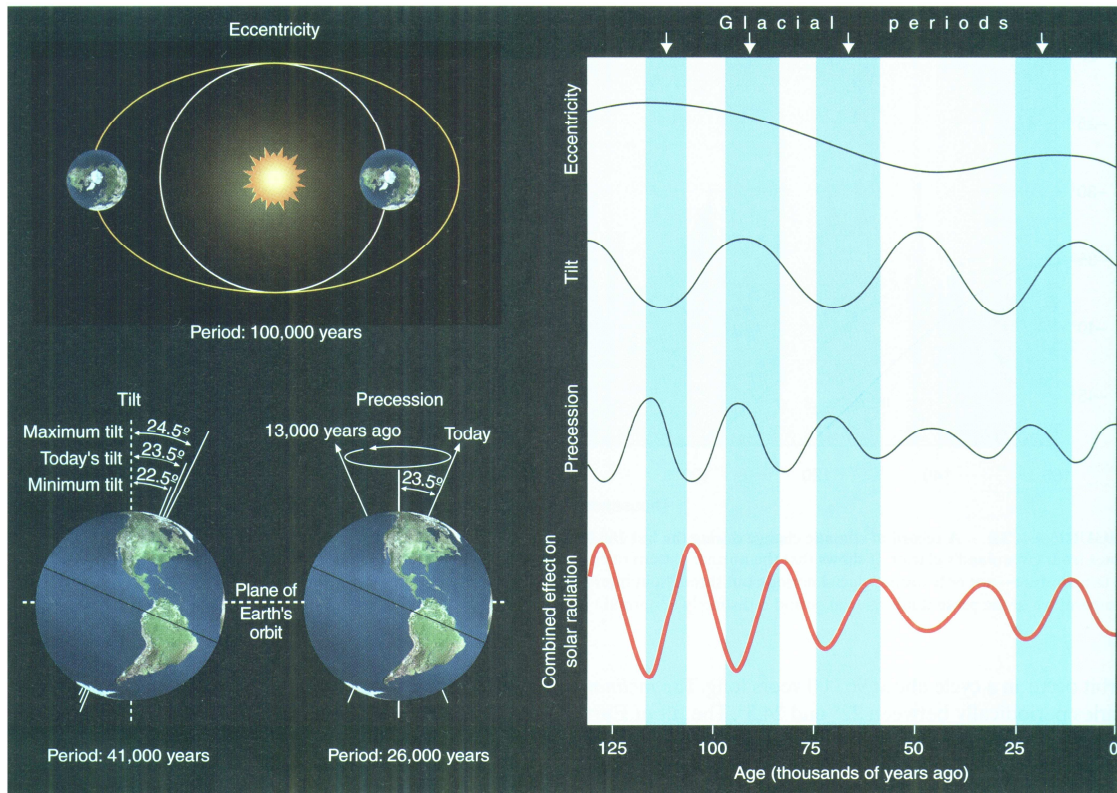 Eccentricity
Period: 100,000 years
Tilt
Maximum tilt
24.5º
Today's tilt
23.5º
Minimum tilt
22.5º
Period: 41,000 years
Plane of
Earth's
orbit
Precession
13,000 years ago
Today
23.5º
Period: 26,000 years
Glacial periods
Eccentricity
Tilt
Precession
Combined effect on
solar radiation
125 100 75 50 25 0
Age (thousands of years ago)